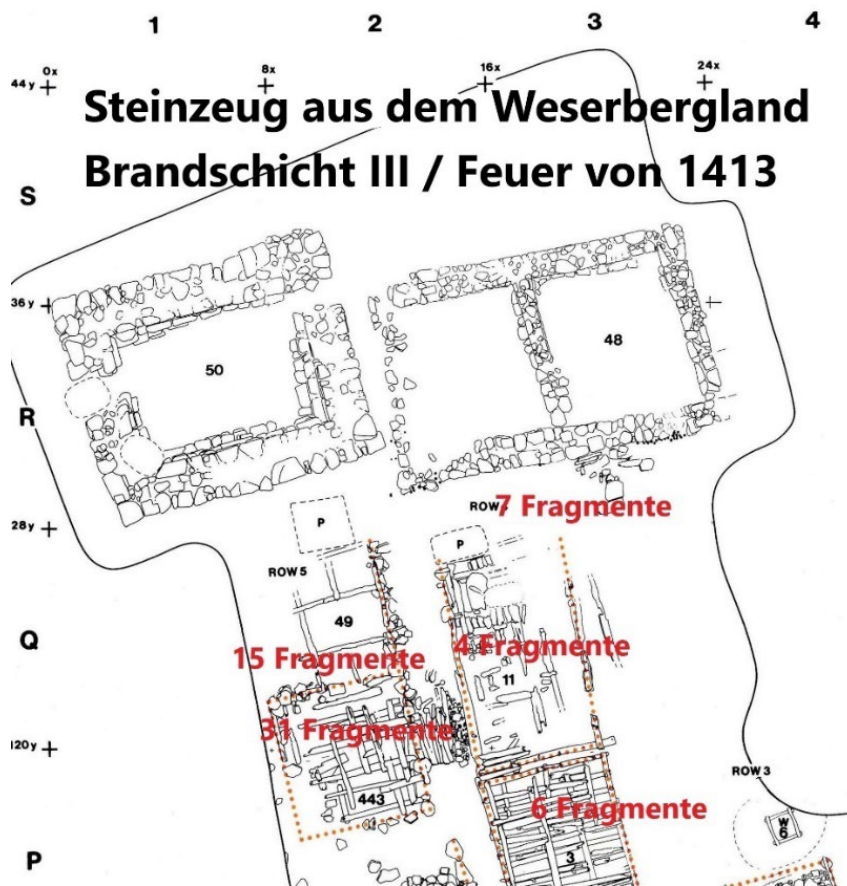 1 2 3 4
0x 8x 16x 24x
44y
Steinzeug aus dem Weserbergland
Brandschicht III / Feuer von 1413
S
36y
50
48
R
ROW
7 Fragmente
28y
P
P
ROW 5
49
Q
15 Fragmente
4 Fragmente
11
31 Fragmente
120y
ROW 3
443
6 Fragmente
W
6
P
3